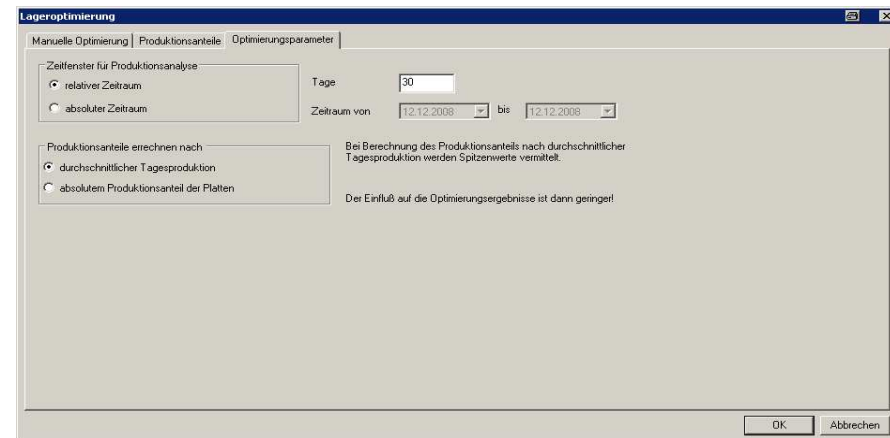 Lageroptimierung
Manuelle Optimierung Produktionsanteile Optimierungsparameter
Zeitfenster für Produktionsanalyse
relativer Zeitraum
absoluter Zeitraum
Tage 30
Zeitraum von 12.12.2008 bis 12.12.2008
Produktionsanteile errechnen nach
durchschnittlicher Tagesproduktion
absolutem Produktionsanteil der Platten
Bei Berechnung des Produktionsanteils nach durchschnittlicher
Tagesproduktion werden Spitzenwerte vermittelt.
Der Einfluß auf die Optimierungsergebnisse ist dann geringer!
OK Abbrechen